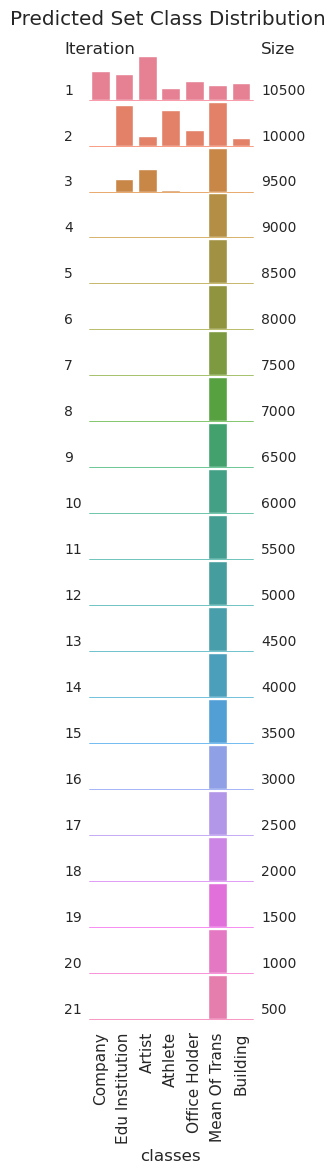 Predicted Set Class Distribution
Iteration Size
1 10500
2 10000
3 9500
4 9000
5 8500
6 8000
7 7500
8 7000
9 6500
10 6000
11 5500
12 5000
13 4500
14 4000
15 3500
16 3000
17 2500
18 2000
19 1500
20 1000
21 500
Company
Edu Institution
Artist
Athlete
Office Holder
Mean Of Trans
Building
classes